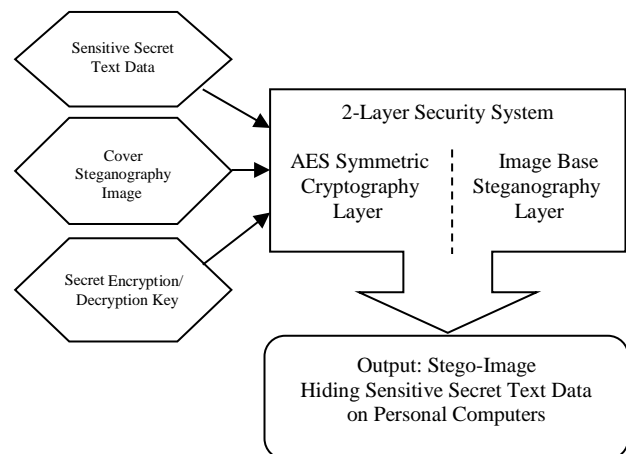 Sensitive Secret
Text Data
Cover
Steganography
Image
Secret Encryption/
Decryption Key
2-Layer Security System
AES Symmetric
Cryptography
Layer
Image Base
Steganography
Layer
Output: Stego-Image
Hiding Sensitive Secret Text Data
on Personal Computers